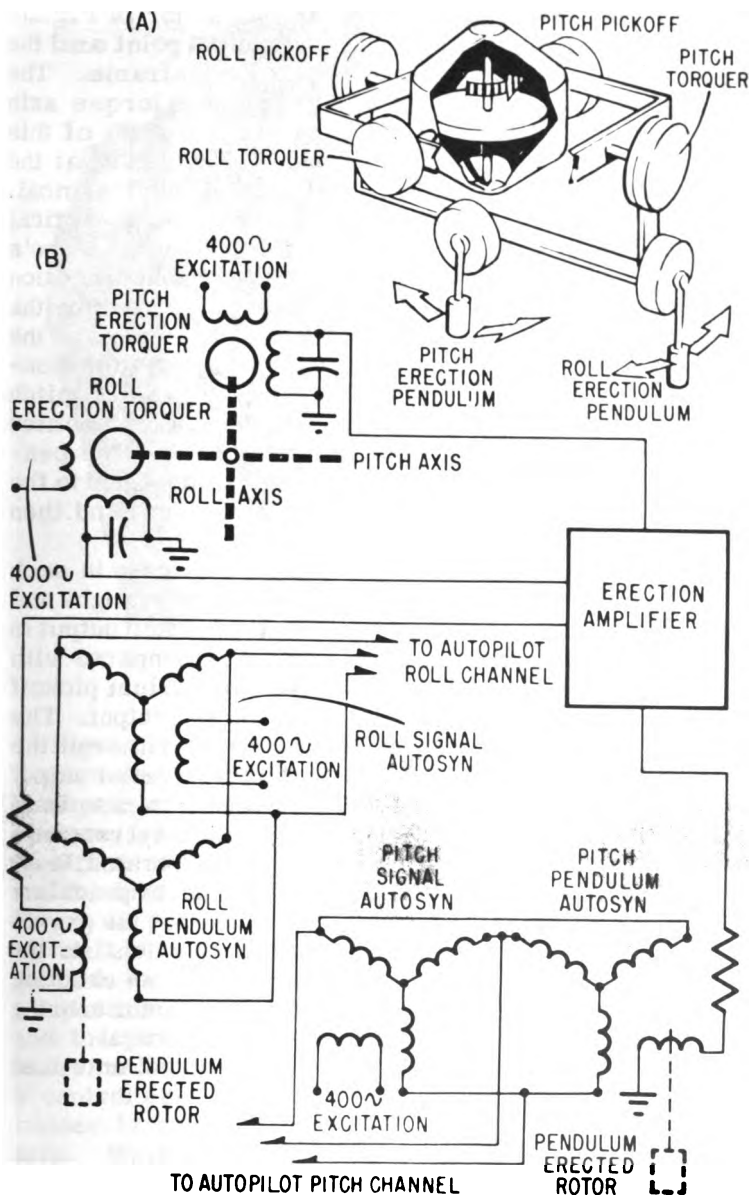 (A)
PITCH PICKOFF
ROLL PICKOFF
PITCH
TORQUER
ROLL TORQUER
400~
EXCITATION
(B)
PITCH
ERECTION
TORQUER
PITCH
ERECTION
PENDULUM
ROLL
ERECTION
PENDULUM
ROLL
ERECTION TORQUER
PITCH AXIS
ROLL AXIS
400~
EXCITATION
ERECTION
AMPLIFIER
TO AUTOPILOT
ROLL CHANNEL
400~
EXCITATION
ROLL SIGNAL
AUTOSYN
PITCH
SIGNAL
AUTOSYN
PITCH
PENDULUM
AUTOSYN
ROLL
PENDULUM
AUTOSYN
400~
EXCIT-
ATION
PENDULUM
ERECTED
ROTOR
400~
EXCITATION
PENDULUM
ERECTED
ROTOR
TO AUTOPILOT PITCH CHANNEL